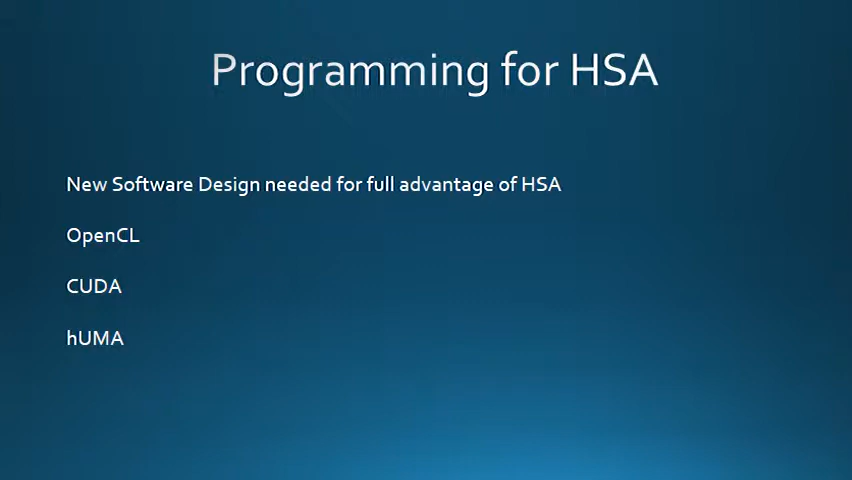 Programming for HSA
New Software Design needed for full advantage of HSA
OpenCL
CUDA
hUMA